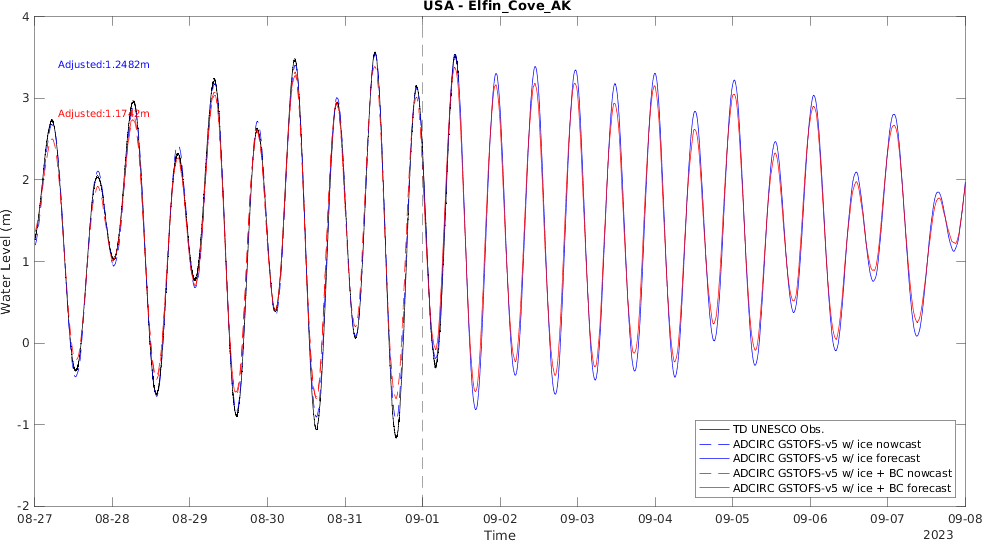 USA - Elfin_Cove_AK
4
3
2
1
0
-1
-2
Water Level (m)
Adjusted:1.2482m
TD UNESCO Obs.
ADCIRC GSTOFS-v5 w/ ice nowcast
ADCIRC GSTOFS-v5 w/ ice forecast
ADCIRC GSTOFS-v5 w/ ice + BC nowcast
ADCIRC GSTOFS-v5 w/ ice + BC forecast
08-27 08-28 08-29 08-30 08-31 09-01 09-02 09-03 09-04 09-05 09-06 09-07 09-08
Time
2023